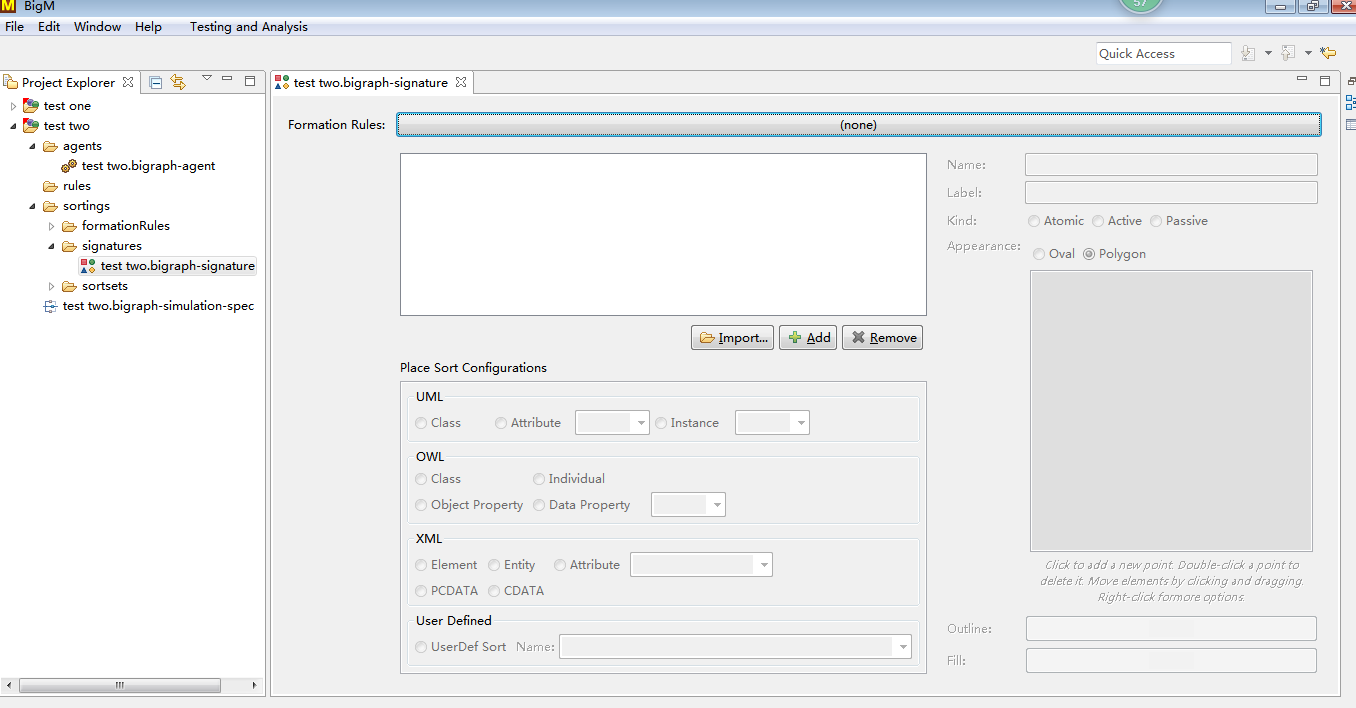 BigM
57
File Edit Window Help Testing and Analysis
Quick Access
Project Explorer
test one
test two
agents
test two.bigraph-agent
rules
sortings
formationRules
signatures
test two.bigraph-signature
sortsets
test two.bigraph-simulation-spec
test two.bigraph-signature
Formation Rules: (none)
Import... Add Remove
Place Sort Configurations
UML
Class Attribute Instance
OWL
Class Individual
Object Property Data Property
XML
Element Entity Attribute
PCDATA CDATA
User Defined
UserDef Sort Name:
Name:
Label:
Kind: Atomic Active Passive
Appearance: Oval Polygon
Click to add a new point. Double-click a point to
delete it. Move elements by clicking and dragging.
Right-click formore options.
Outline:
Fill: